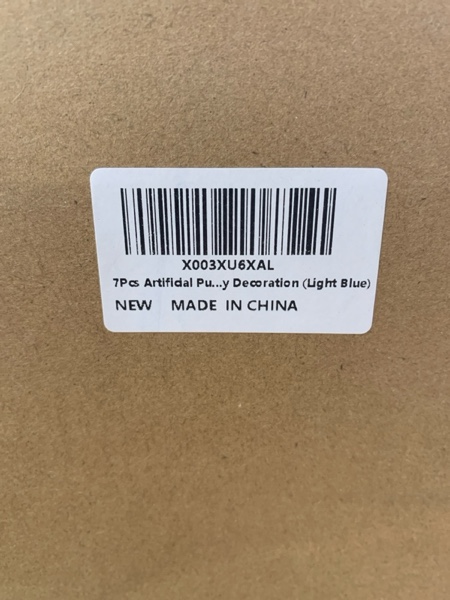 X003XU6XAL
7Pcs Artificial Pu...y Decoration (Light Blue)
NEW MADE IN CHINA